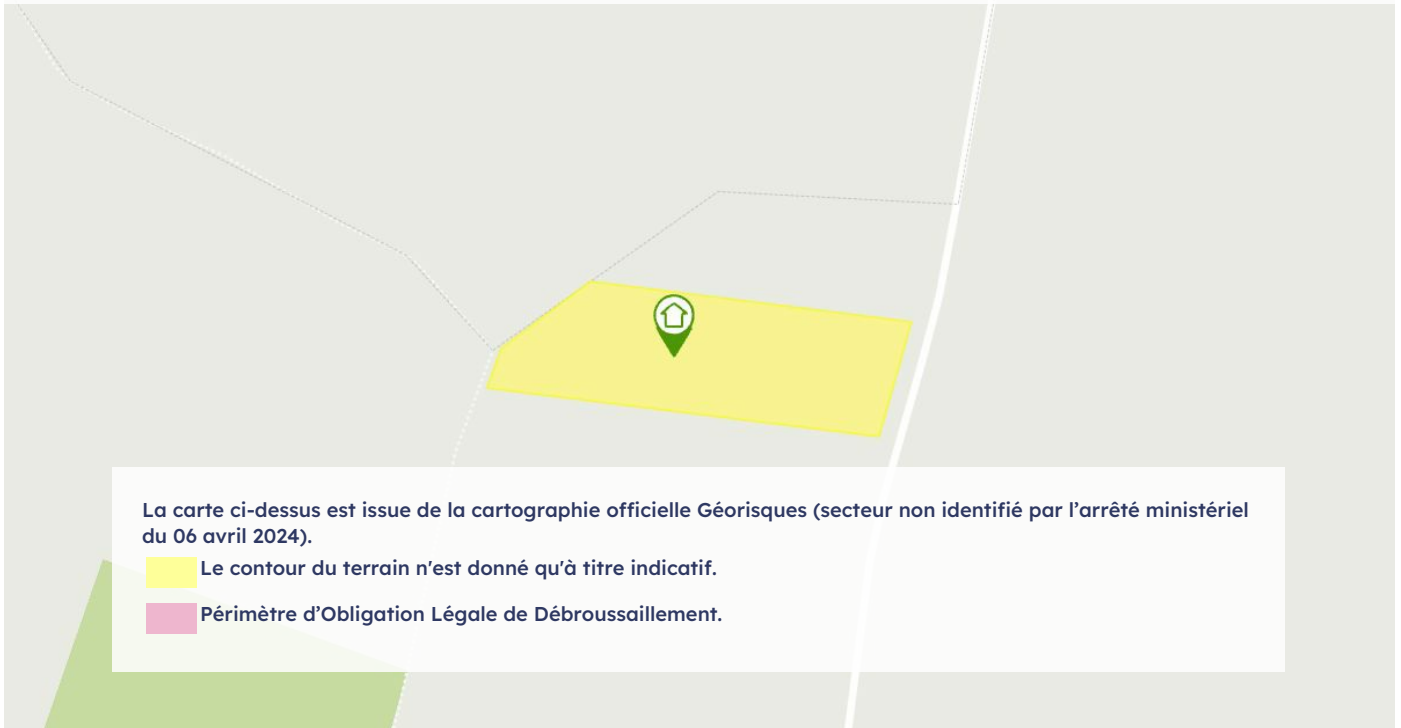 La carte ci-dessus est issue de la cartographie officielle Géorisques (secteur non identifié par l’arrêté ministériel
du 06 avril 2024).
Le contour du terrain n'est donné qu'à titre indicatif.
Périmètre d’Obligation Légale de Débroussaillement.